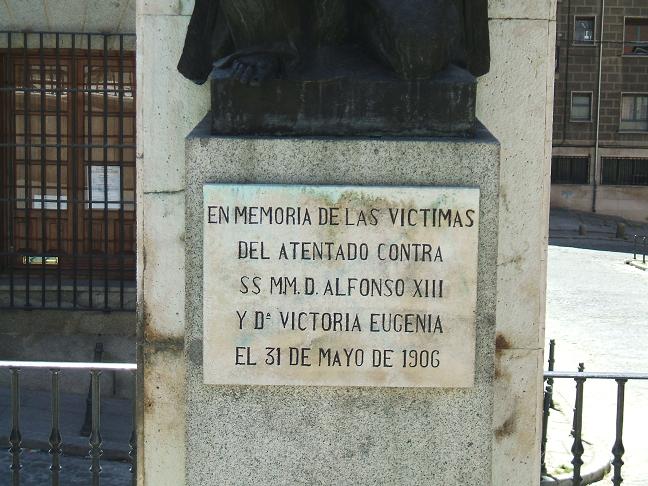 EN MEMORIA DE LAS VICTIMAS
DEL ATENTADO CONTRA
SS MM. D. ALFONSO XIII
Y Dª VICTORIA EUGENIA
EL 31 DE MAYO DE 1906